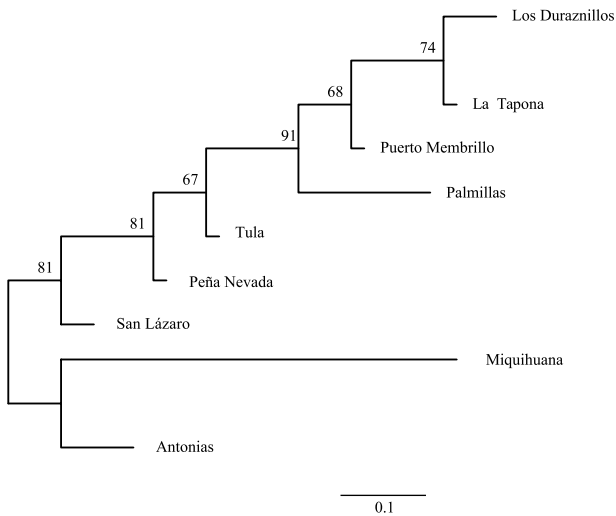 Los Duraznillos
74
La Tapona
68
Puerto Membrillo
91
Palmillas
67
Tula
81
Peña Nevada
81
San Lázaro
Miquihuana
Antonias
0.1